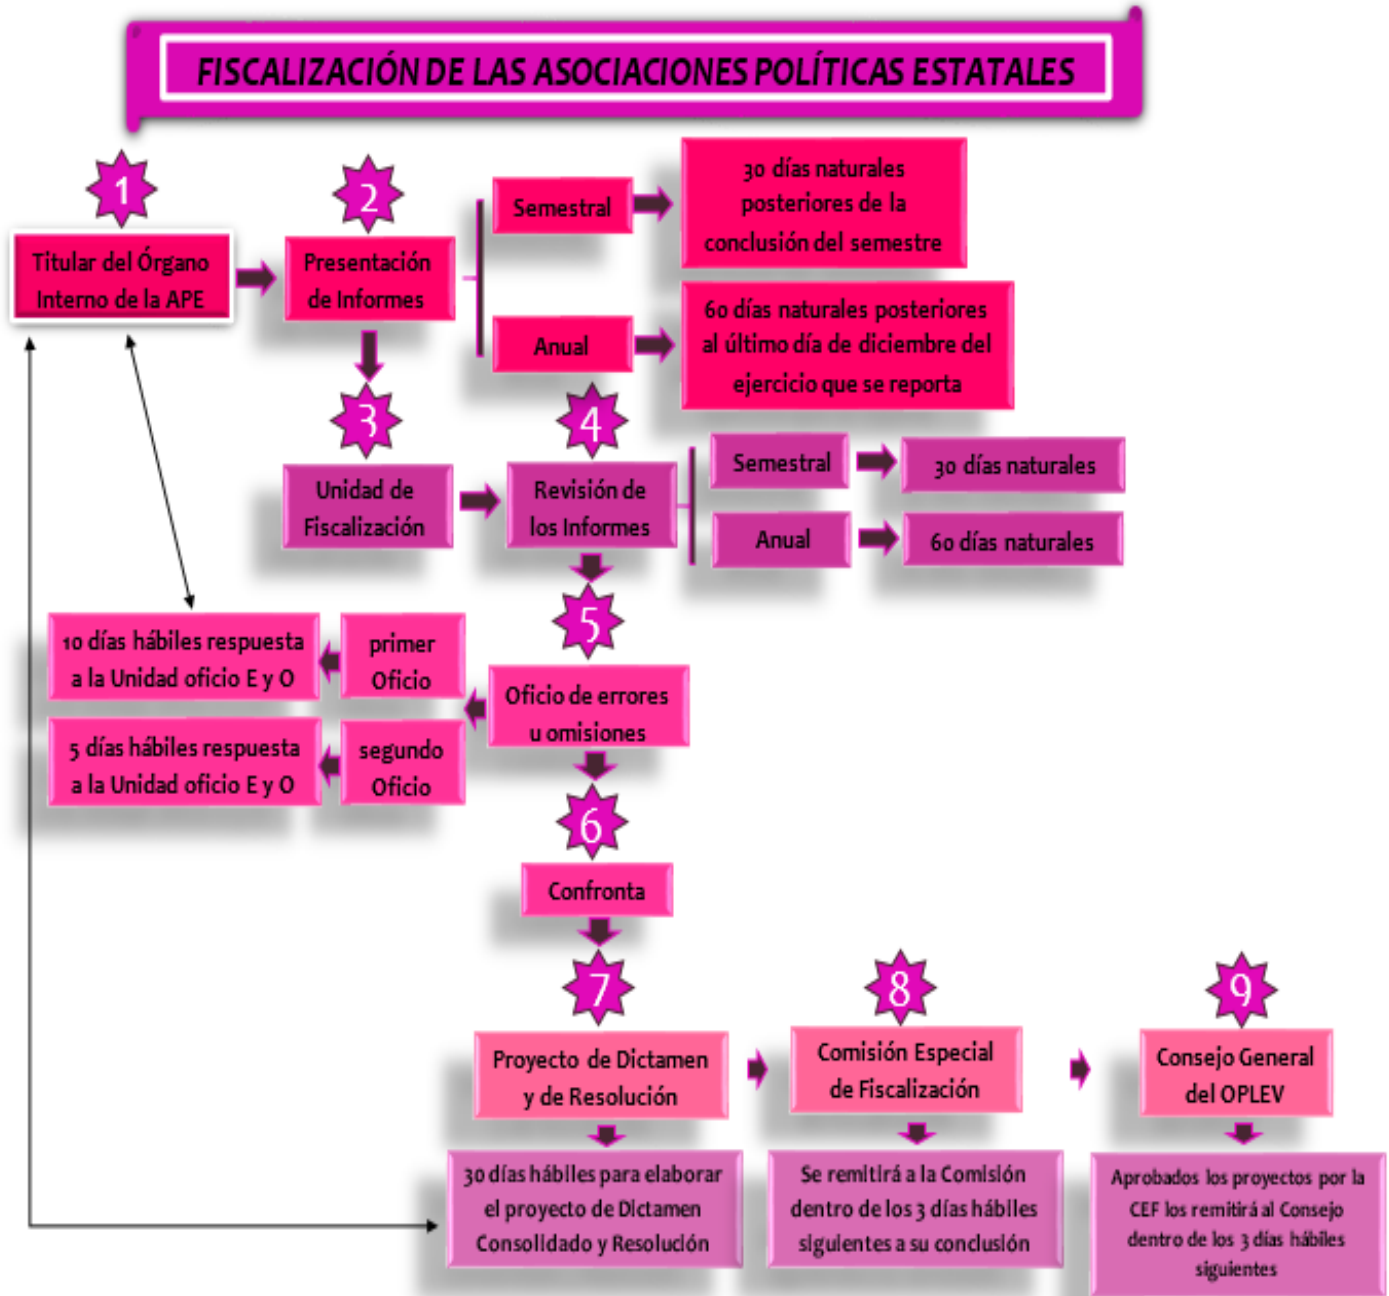 FISCALIZACIÓN DE LAS ASOCIACIONES POLÍTICAS ESTATALES
1
Titular del Órgano
Interno de la APE
2
Presentación
de Informes
Semestral
30 días naturales
posteriores de la
conclusión del semestre
Anual
60 días naturales posteriores
al último día de diciembre del
ejercicio que se reporta
3
Unidad de
Fiscalización
4
Revisión de
los Informes
Semestral
30 días naturales
Anual
60 días naturales
5
Oficio de errores
u omisiones
primer
Oficio
10 días hábiles respuesta
a la Unidad oficio E y O
segundo
Oficio
5 días hábiles respuesta
a la Unidad oficio E y O
6
Confronta
7
Proyecto de Dictamen
y de Resolución
30 días hábiles para elaborar
el proyecto de Dictamen
Consolidado y Resolución
8
Comisión Especial
de Fiscalización
Se remitirá a la Comisión
dentro de los 3 días hábiles
siguientes a su conclusión
9
Consejo General
del OPLEV
Aprobados los proyectos por la
CEF los remitirá al Consejo
dentro de los 3 días hábiles
siguientes